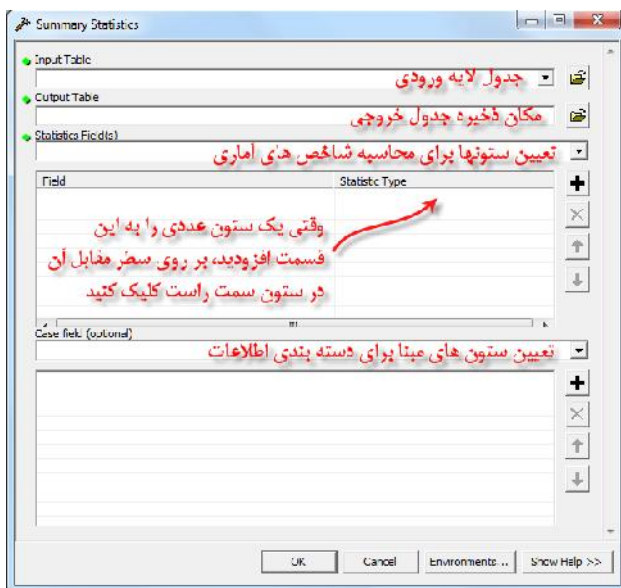 Summary Statistics
Input Table
جدول لایه ورودی
Output Table
مکان ذخیره جدول خروجی
Statistics Field(s)
تعیین ستونها برای محاسبه شاخص های آماری
Field Statistic Type
وقتی یک ستون عددی را به این
قسمت افزودید، بر روی سطر مقابل آن
در ستون سمت راست کلیک کنید
Case field (optional)
تعیین ستون های مبنا برای دسته بندی اطلاعات
OK Cancel Environments... Show Help >>